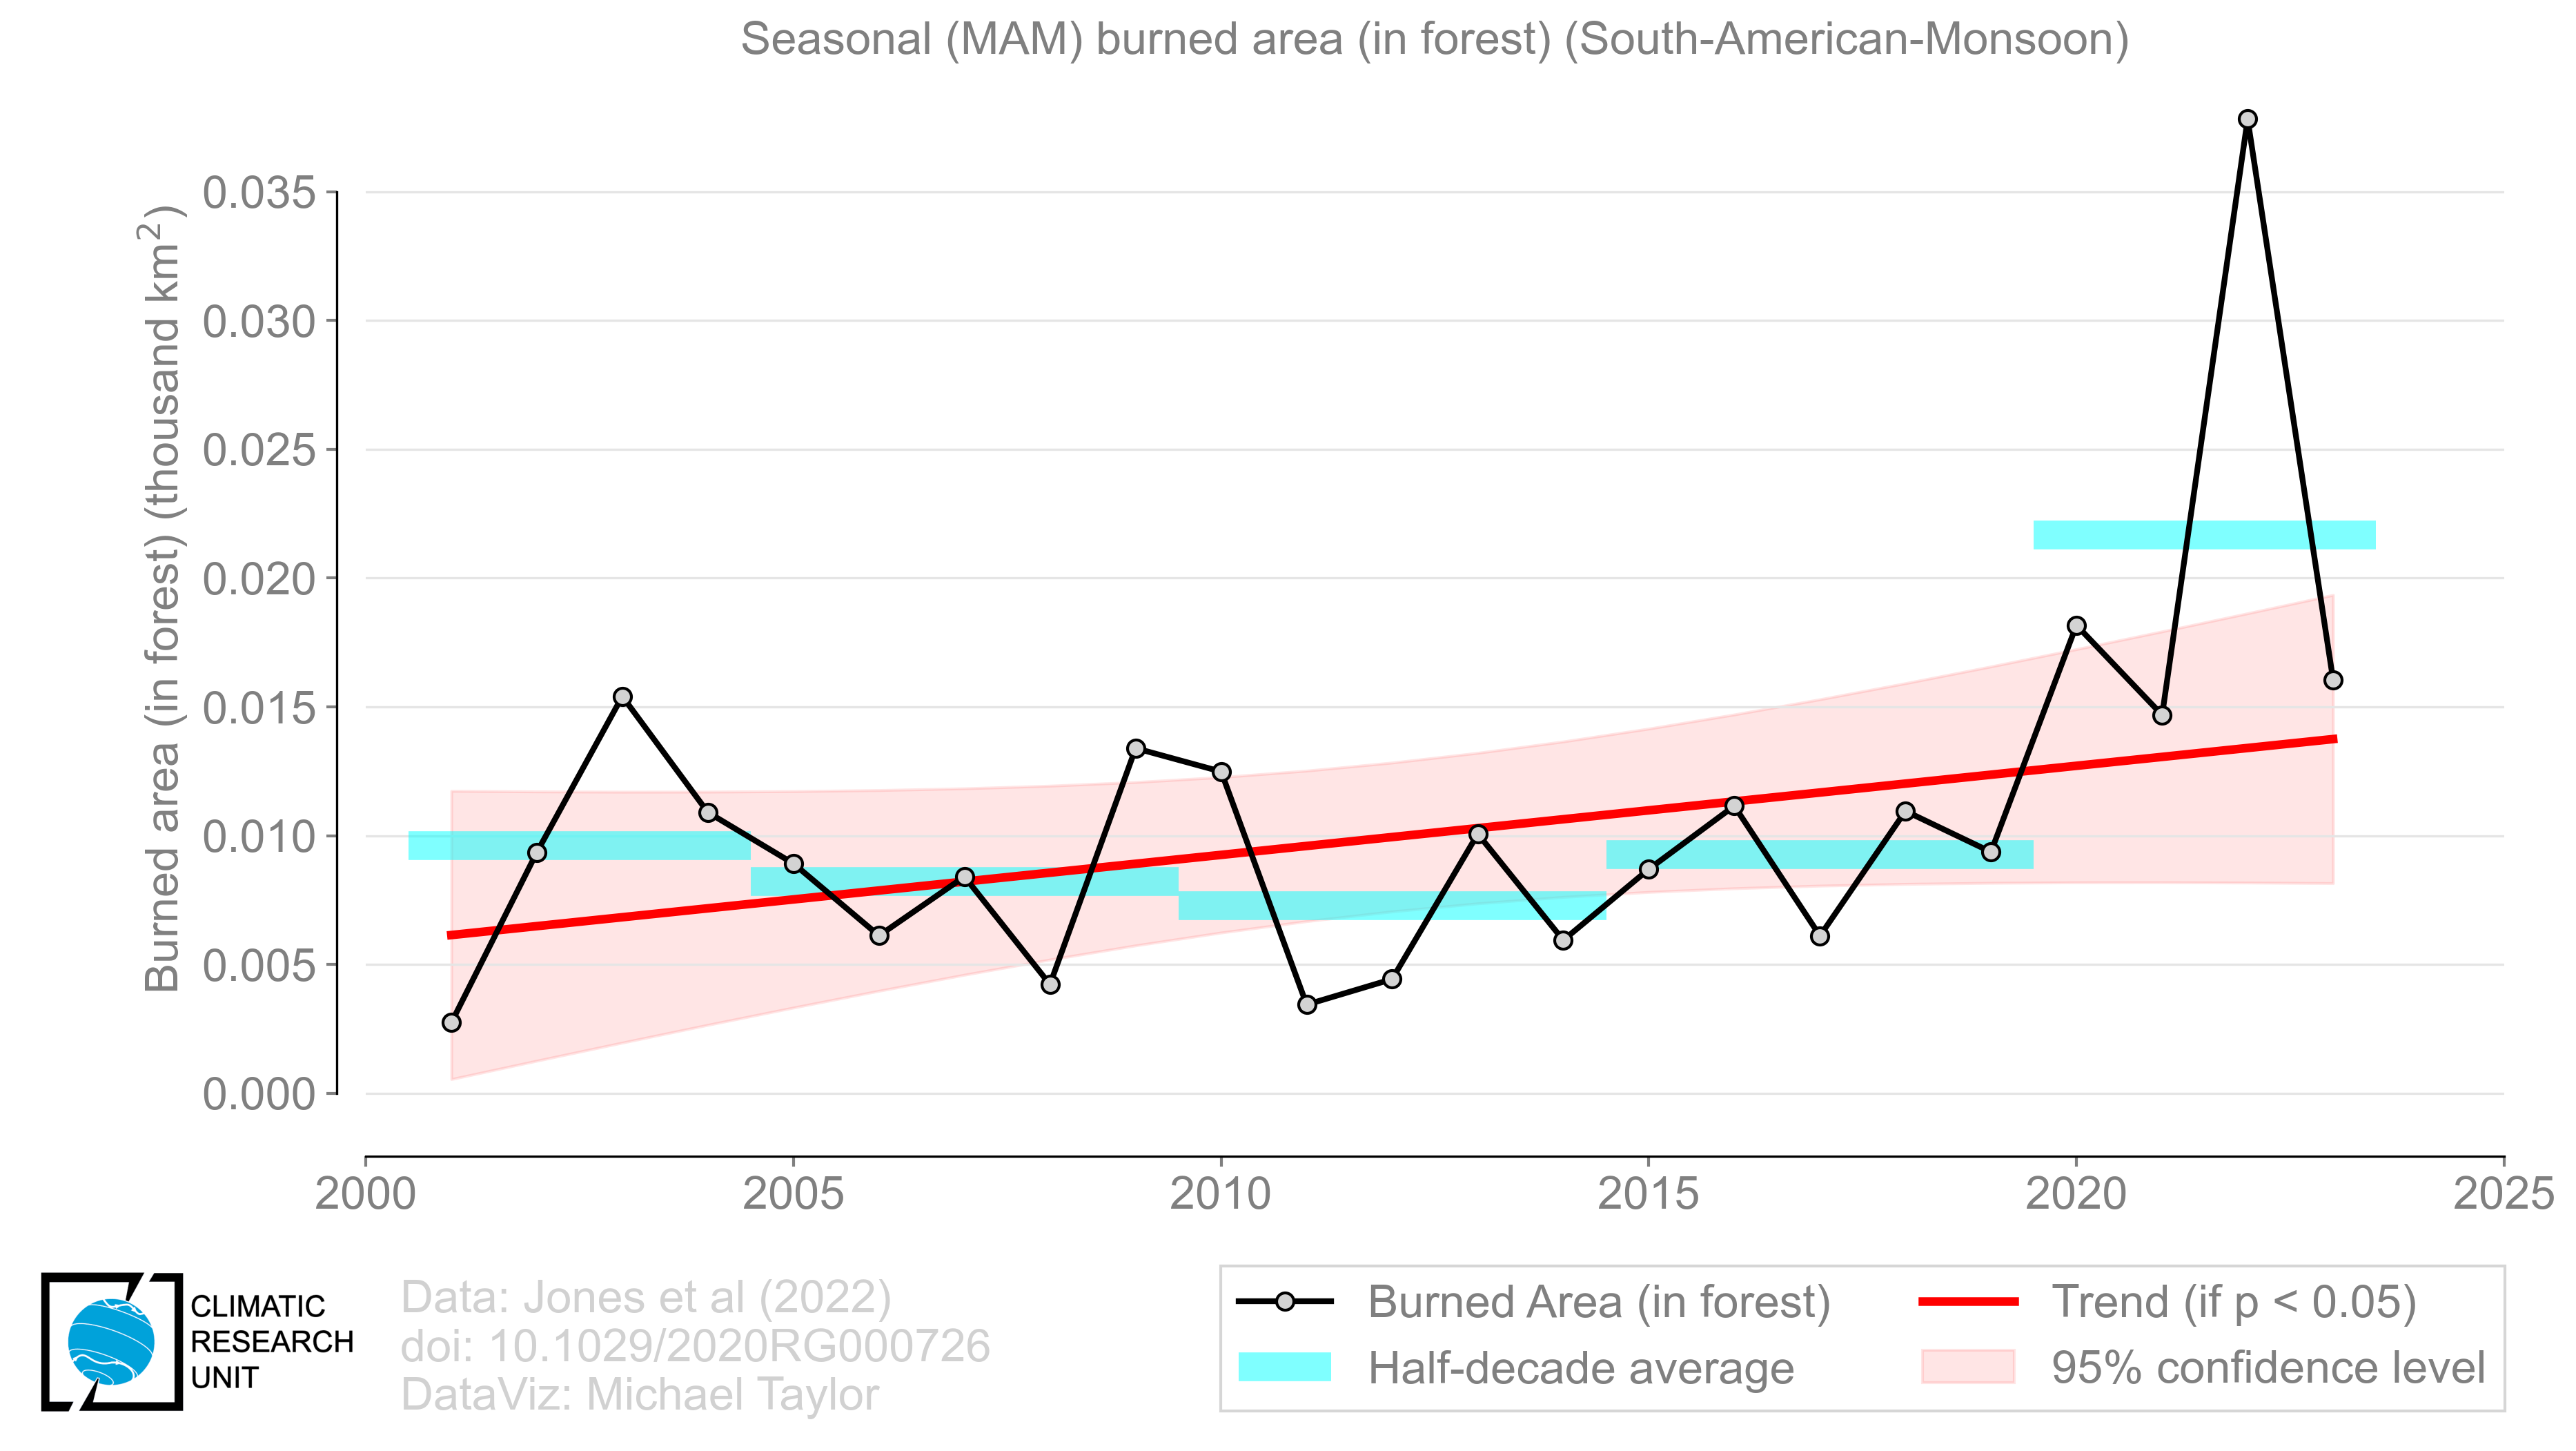 Seasonal (MAM) burned area (in forest) (South-American-Monsoon)
Burned area (in forest) (thousand km²)
0.035
0.030
0.025
0.020
0.015
0.010
0.005
0.000
2000
2005
2010
2015
2020
2025
CLIMATIC
RESEARCH
UNIT
Data: Jones et al (2022)
doi: 10.1029/2020RG000726
DataViz: Michael Taylor
Burned Area (in forest)
Half-decade average
Trend (if p < 0.05)
95% confidence level